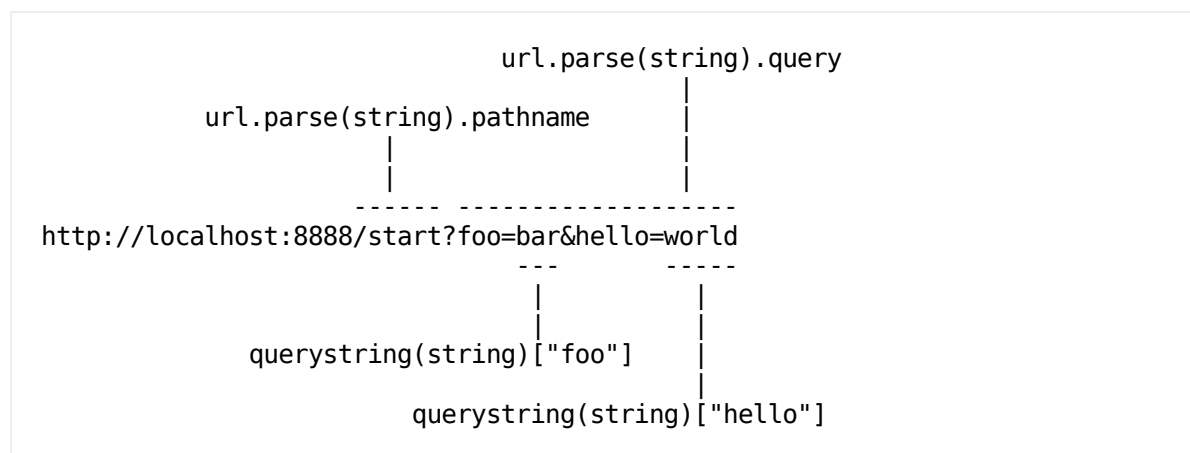 url.parse(string).query
|
url.parse(string).pathname |
| |
| |
------ -------------------
http://localhost:8888/start?foo=bar&hello=world
--- -----
| |
| |
querystring(string)["foo"] |
|
querystring(string)["hello"]